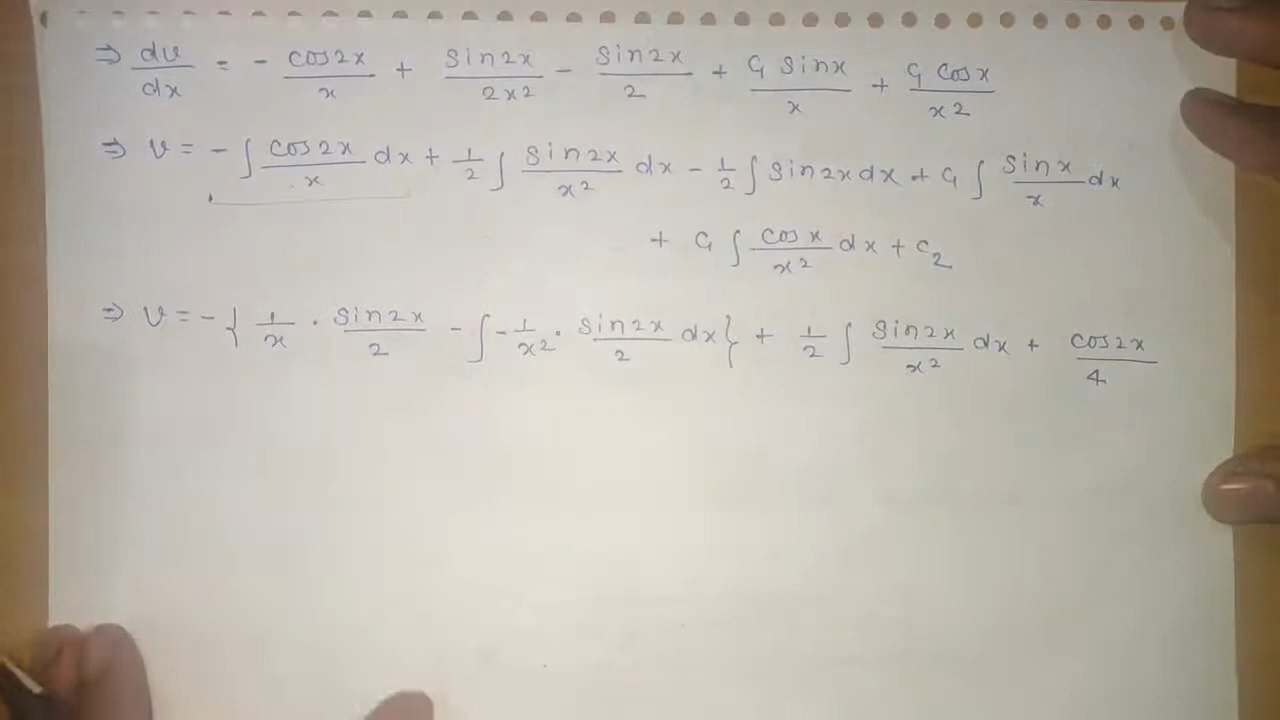 ⇒ dv/dx = - cos2x/x + sin2x/2x² - sin2x/2 + C₁ sinx/x + C₁ cosx/x²
⇒ v = - ∫ cos2x/x dx + 1/2 ∫ sin2x/x² dx - 1/2 ∫ sin2x dx + C₁ ∫ sinx/x dx
+ C₁ ∫ cosx/x² dx + C₂
⇒ v = - { 1/x · sin2x/2 - ∫ - 1/x² · sin2x/2 dx } + 1/2 ∫ sin2x/x² dx + cos2x/4